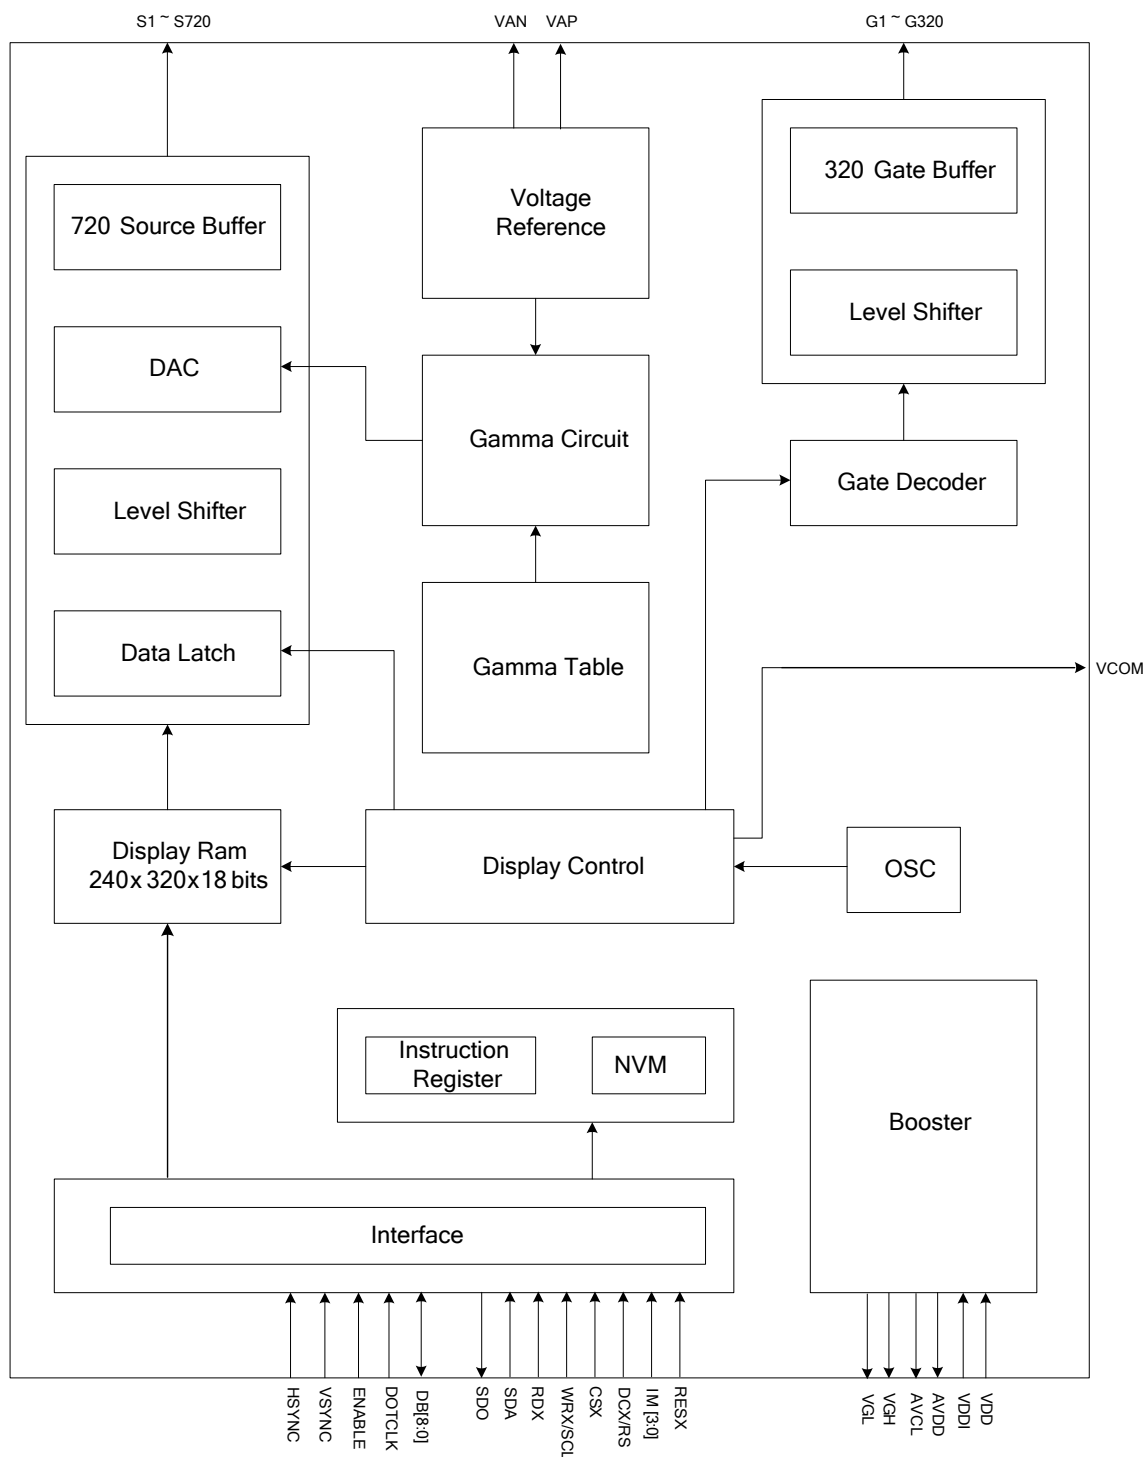 S1 ~ S720
VAN
VAP
G1 ~ G320
720 Source Buffer
DAC
Level Shifter
Data Latch
Voltage
Reference
Gamma Circuit
Gamma Table
320 Gate Buffer
Level Shifter
Gate Decoder
VCOM
Display Ram
240x 320x18 bits
Display Control
OSC
Instruction
Register
NVM
Booster
Interface
HSYNC
VSYNC
ENABLE
DOTCLK
DB[8:0]
SDO
SDA
RDX
WRX/SCL
CSX
DCX/RS
IM [3:0]
RESX
VGL
VGH
AVCL
AVDD
VDDI
VDD